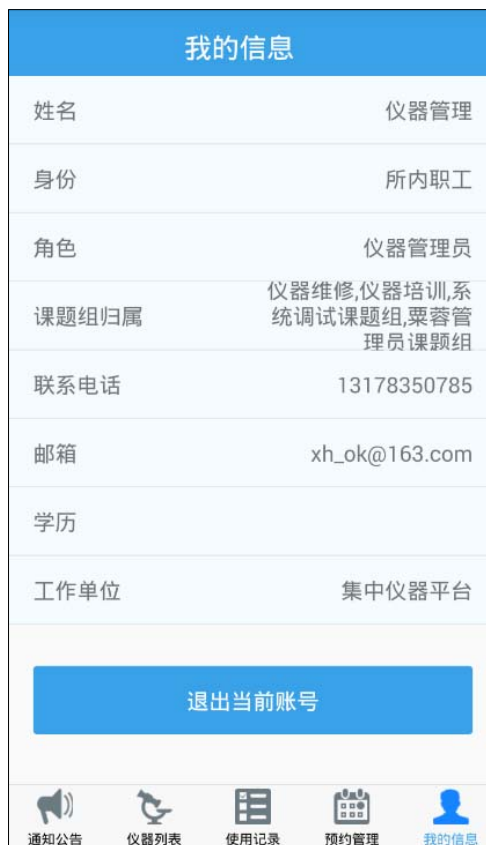 我的信息
姓名 仪器管理
身份 所内职工
角色 仪器管理员
课题组归属 仪器维修,仪器培训,系
统调试课题组,粟蓉管
理员课题组
联系电话 13178350785
邮箱 xh_ok@163.com
学历
工作单位 集中仪器平台
退出当前账号
通知公告 仪器列表 使用记录 预约管理 我的信息